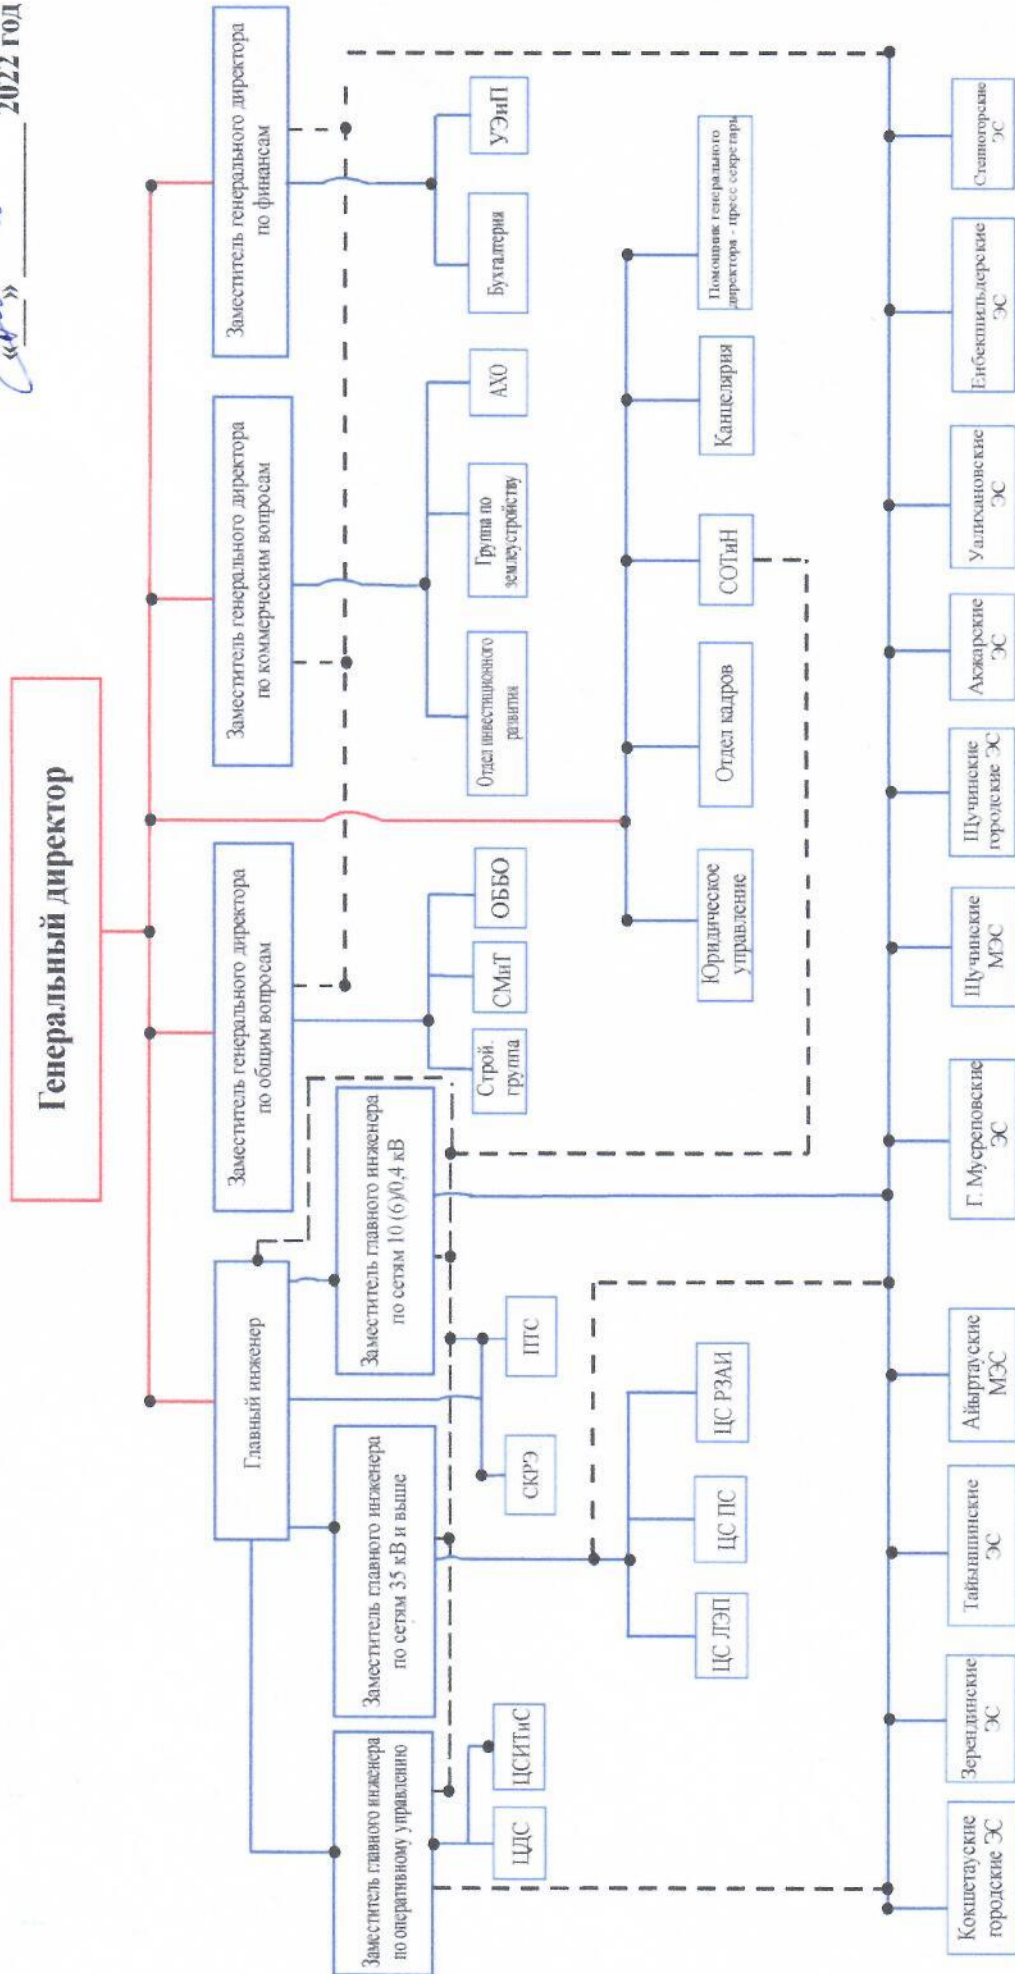 «___» ________ 2022 год
Генеральный директор
Главный инженер
Заместитель генерального директора
по общим вопросам
Заместитель генерального директора
по коммерческим вопросам
Заместитель генерального директора
по финансам
Заместитель главного инженера
по оперативному управлению
Заместитель главного инженера
по сетям 35 кВ и выше
Заместитель главного инженера
по сетям 10 (6)/0,4 кВ
ЦДС
ЦСИТиС
СКРЭ
ПТС
Строй.
группа
СМиТ
ОББО
Отдел инвестиционного
развития
Группа по
землеустройству
АХО
Бухгалтерия
УЭиП
ЦС ЛЭП
ЦС ПС
ЦС РЗАИ
Юридическое
управление
Отдел кадров
СОТиН
Канцелярия
Помощник генерального
директора - пресс секретарь
Кокшетауские
городские ЭС
Зерендинские
ЭС
Тайыншинские
ЭС
Айыртауские
МЭС
Г. Мусреповские
ЭС
Щучинские
МЭС
Щучинские
городские ЭС
Акжарские
ЭС
Уалихановские
ЭС
Енбекшильдерские
ЭС
Степногорские
ЭС